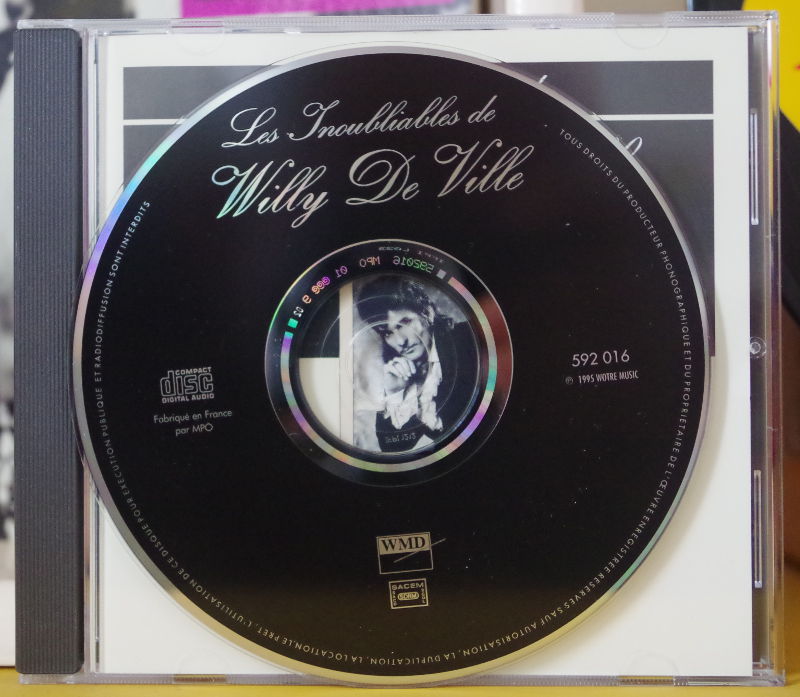 Les Inoubliables de
Willy De Ville
TOUS DROITS DU PRODUCTEUR PHONOGRAPHIQUE ET DU PROPRIETAIRE DE L'ŒUVRE ENREGISTREE RESERVES SAUF AUTORISATION, LA DUPLICATION, LA LOCATION, LE PRET, L'UTILISATION DE CE DISQUE POUR EXECUTION PUBLIQUE ET RADIODIFFUSION SONT INTERDITS
592016 MPO 01
COMPACT
disc
DIGITAL AUDIO
Fabriqué en France
par MPO
592 016
℗ 1995 WOTRE MUSIC
WMD
SACEM
SDRM